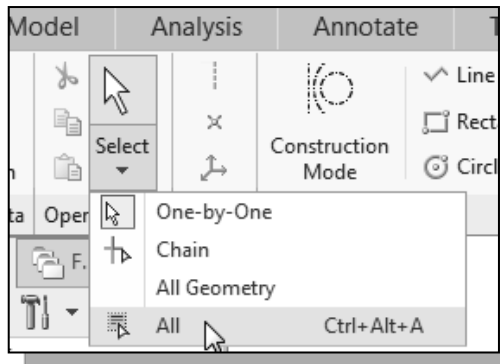 Model Analysis Annotate
Line
Rect
Select Construction Mode Circl
ta Oper
One-by-One
F. Chain
All Geometry
All Ctrl+Alt+A